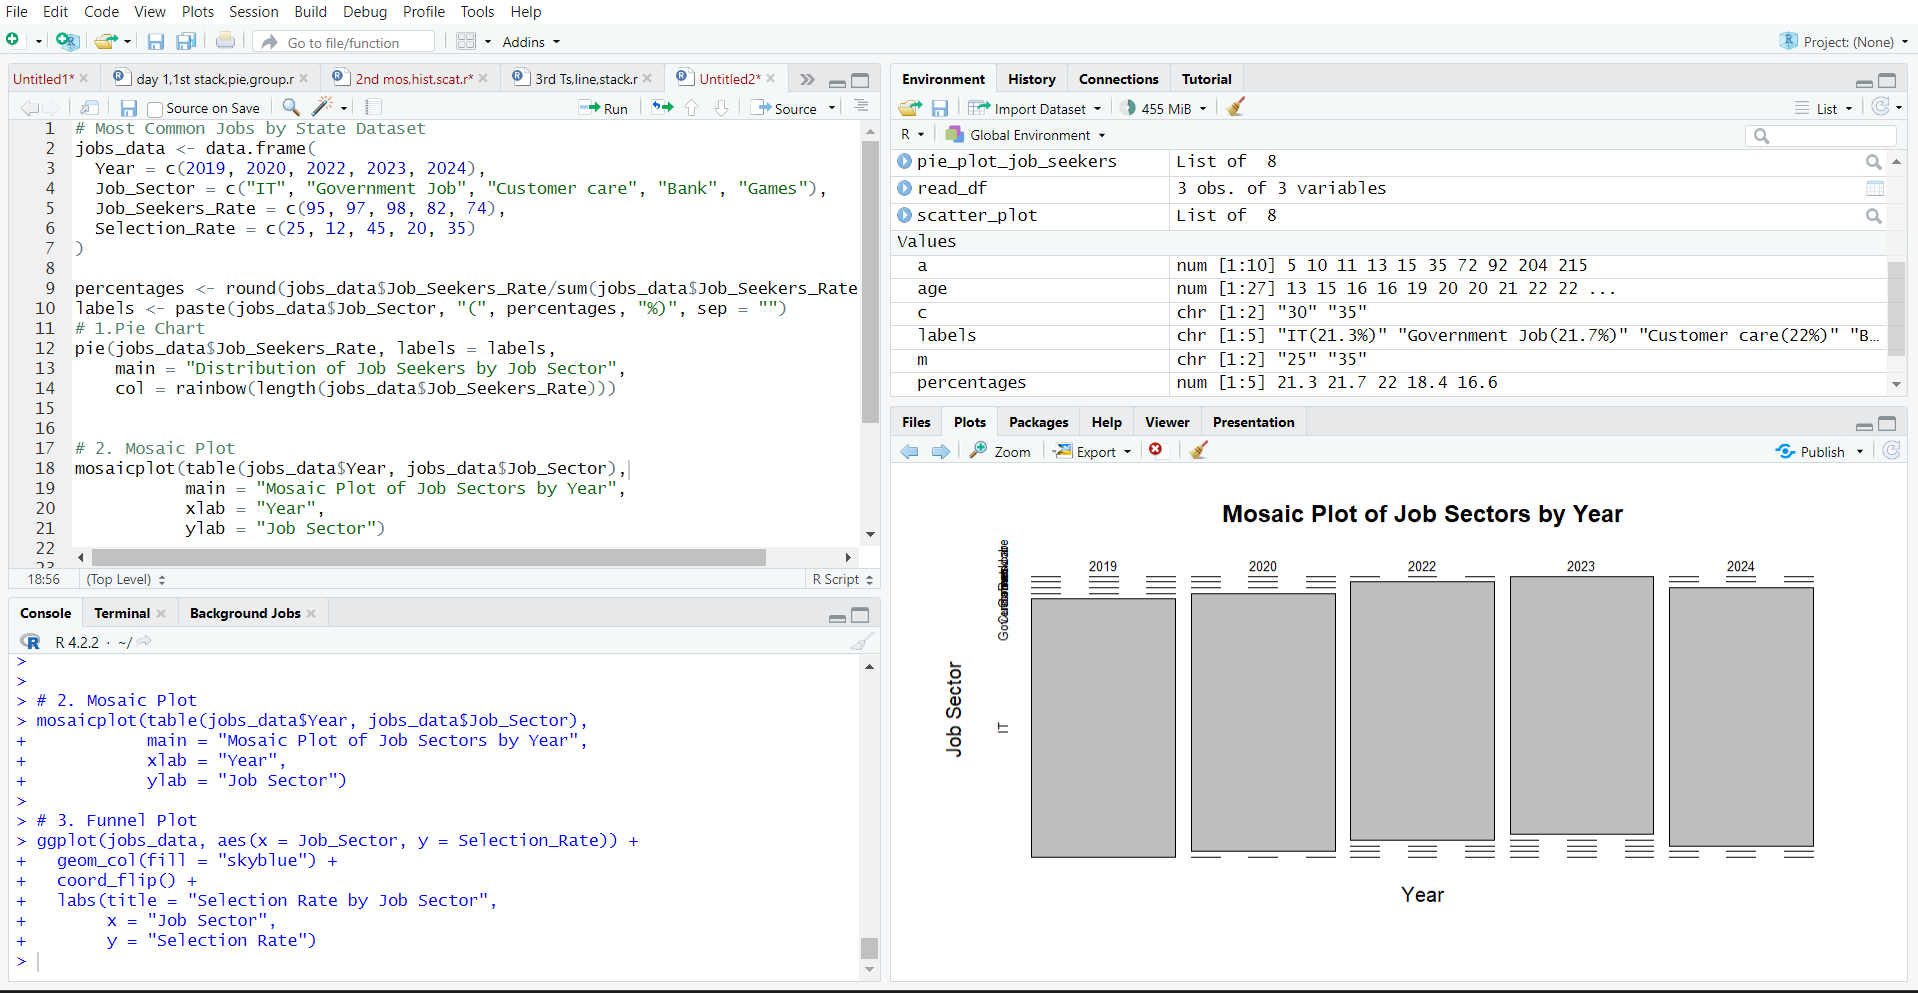 File Edit Code View Plots Session Build Debug Profile Tools Help
Go to file/function Addins Project: (None)
Untitled1* day 1,1st stack,pie,group.r 2nd mos,hist,scat.r* 3rd Ts,line,stack.r Untitled2*
Source on Save Run Source
1 # Most Common Jobs by State Dataset
2 jobs_data <- data.frame(
3 Year = c(2019, 2020, 2022, 2023, 2024),
4 Job_Sector = c("IT", "Government Job", "Customer care", "Bank", "Games"),
5 Job_Seekers_Rate = c(95, 97, 98, 82, 74),
6 Selection_Rate = c(25, 12, 45, 20, 35)
7 )
8
9 percentages <- round(jobs_data$Job_Seekers_Rate/sum(jobs_data$Job_Seekers_Rate
10 labels <- paste(jobs_data$Job_Sector, "(", percentages, "%)", sep = "")
11 # 1.Pie Chart
12 pie(jobs_data$Job_Seekers_Rate, labels = labels,
13 main = "Distribution of Job Seekers by Job Sector",
14 col = rainbow(length(jobs_data$Job_Seekers_Rate)))
15
16
17 # 2. Mosaic Plot
18 mosaicplot(table(jobs_data$Year, jobs_data$Job_Sector),
19 main = "Mosaic Plot of Job Sectors by Year",
20 xlab = "Year",
21 ylab = "Job Sector")
22
23
18:56 (Top Level) R Script
Console Terminal Background Jobs
R 4.2.2 · ~/
>
>
> # 2. Mosaic Plot
> mosaicplot(table(jobs_data$Year, jobs_data$Job_Sector),
+ main = "Mosaic Plot of Job Sectors by Year",
+ xlab = "Year",
+ ylab = "Job Sector")
>
> # 3. Funnel Plot
> ggplot(jobs_data, aes(x = Job_Sector, y = Selection_Rate)) +
+ geom_col(fill = "skyblue") +
+ coord_flip() +
+ labs(title = "Selection Rate by Job Sector",
+ x = "Job Sector",
+ y = "Selection Rate")
>
Environment History Connections Tutorial
Import Dataset 455 MiB List
R Global Environment
pie_plot_job_seekers List of 8
read_df 3 obs. of 3 variables
scatter_plot List of 8
Values
a num [1:10] 5 10 11 13 15 35 72 92 204 215
age num [1:27] 13 15 16 16 19 20 20 21 22 22 ...
c chr [1:2] "30" "35"
labels chr [1:5] "IT(21.3%)" "Government Job(21.7%)" "Customer care(22%)" "B…
m chr [1:2] "25" "35"
percentages num [1:5] 21.3 21.7 22 18.4 16.6
Files Plots Packages Help Viewer Presentation
Zoom Export Publish
Mosaic Plot of Job Sectors by Year
2019 2020 2022 2023 2024
Job Sector
IT
Year